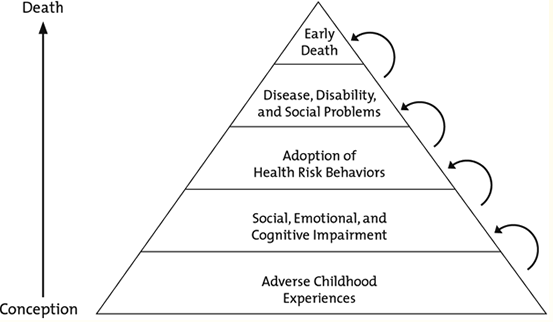 Death
Early
Death
Disease, Disability,
and Social Problems
Adoption of
Health Risk Behaviors
Social, Emotional, and
Cognitive Impairment
Adverse Childhood
Experiences
Conception